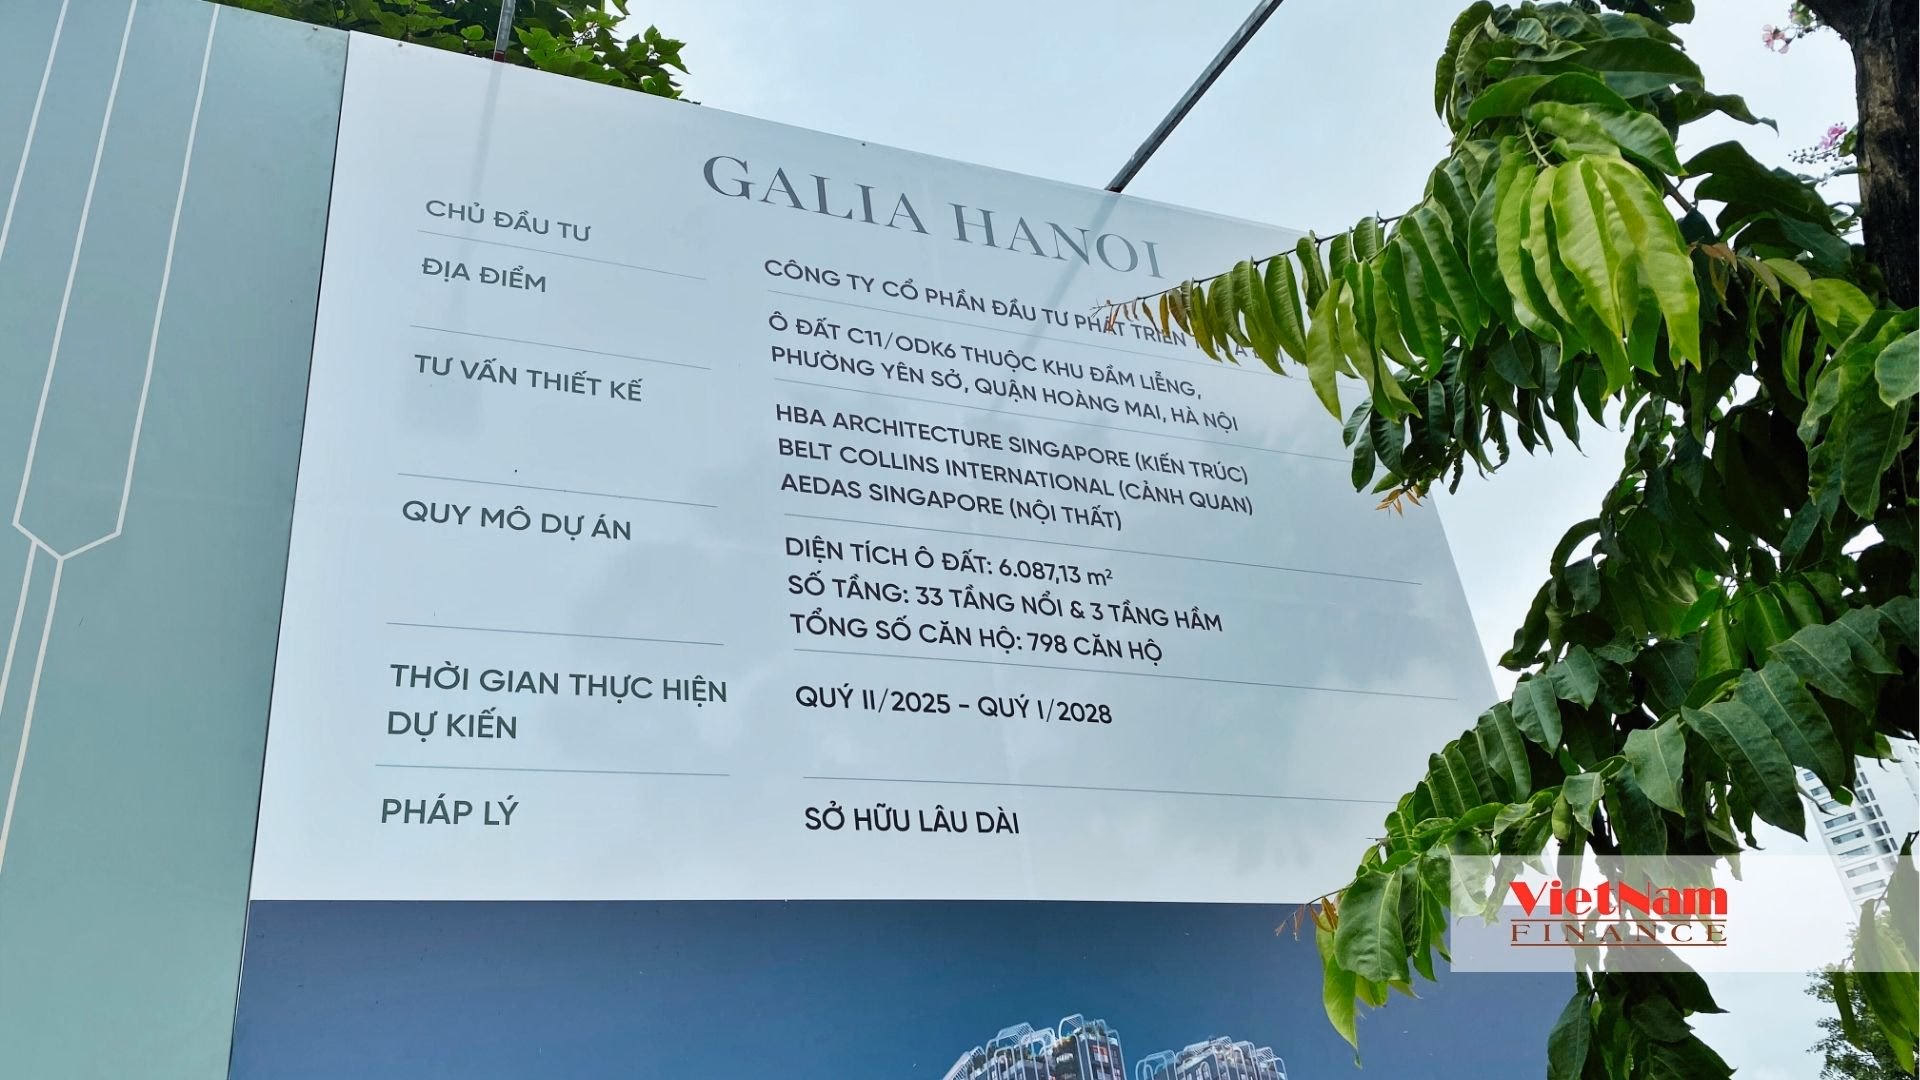 GALIA HANOI
CHỦ ĐẦU TƯ
CÔNG TY CỔ PHẦN ĐẦU TƯ PHÁT TRIỂN
ĐỊA ĐIỂM
Ô ĐẤT C11/ODK6 THUỘC KHU ĐẦM LIỄNG,
PHƯỜNG YÊN SỞ, QUẬN HOÀNG MAI, HÀ NỘI
TƯ VẤN THIẾT KẾ
HBA ARCHITECTURE SINGAPORE (KIẾN TRÚC)
BELT COLLINS INTERNATIONAL (CẢNH QUAN)
AEDAS SINGAPORE (NỘI THẤT)
QUY MÔ DỰ ÁN
DIỆN TÍCH Ô ĐẤT: 6.087,13 m²
SỐ TẦNG: 33 TẦNG NỔI & 3 TẦNG HẦM
TỔNG SỐ CĂN HỘ: 798 CĂN HỘ
THỜI GIAN THỰC HIỆN
DỰ KIẾN
QUÝ II/2025 - QUÝ I/2028
PHÁP LÝ
SỞ HỮU LÂU DÀI
VietNam
FINANCE